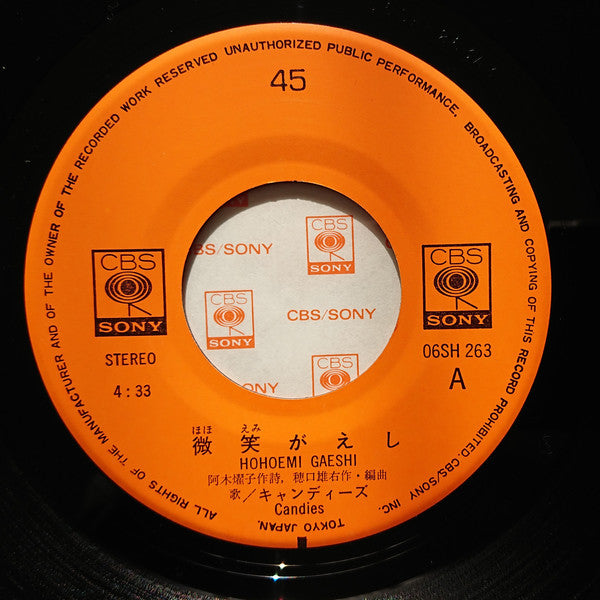 ALL RIGHTS OF THE MANUFACTURER AND OF THE OWNER OF THE RECORDED WORK RESERVED UNAUTHORIZED PUBLIC PERFORMANCE, BROADCASTING AND COPYING OF THIS RECORD PROHIBITED. CBS/SONY INC. TOKYO JAPAN.
45
CBS
SONY
CBS
SONY
BS/SONY
CBS
SONY
CBS
SONY
CBS/SONY
CBS
STEREO
4:33
06SH 263
A
ほほ えみ
微笑がえし
HOHOEMI GAESHI
阿木燿子作詩，穂口雄右作・編曲
歌／キャンディーズ
Candies